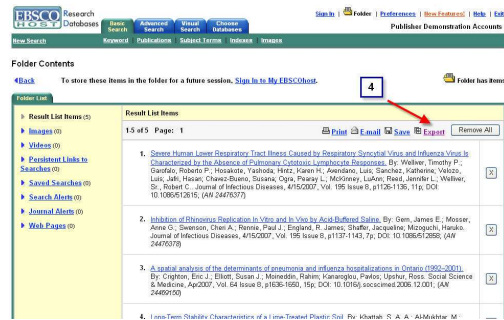 EBSCO Research
HOST Databases
Basic Search
Advanced Search
Visual Search
Choose Databases
Sign In | Folder | Preferences | New Features! | Help | Exit
Publisher Demonstration Accounts
New Search
Keyword Publications Subject Terms Indexes Images
Folder Contents
Back To store these items in the folder for a future session, Sign In to My EBSCOhost.
4
Folder has items
Folder List
Result List Items (5)
Images (0)
Videos (0)
Persistent Links to Searches (0)
Saved Searches (0)
Search Alerts (0)
Journal Alerts (0)
Web Pages (0)
Result List Items
1-5 of 5 Page: 1
Print E-mail Save Export Remove All
1. Severe Human Lower Respiratory Tract Illness Caused by Respiratory Syncytial Virus and Influenza Virus Is
Characterized by the Absence of Pulmonary Cytotoxic Lymphocyte Responses. By: Welliver, Timothy P.;
Garofalo, Roberto P.; Hosakote, Yashoda; Hintz, Karen H.; Avendano, Luis; Sanchez, Katherine; Velozo,
Luis; Jafri, Hasan; Chavez-Bueno, Susana; Ogra, Pearay L.; McKinney, LuAnn; Reed, Jennifer L.; Welliver,
Sr., Robert C.. Journal of Infectious Diseases, 4/15/2007, Vol. 195 Issue 8, p1126-1136, 11p; DOI:
10.1086/512615; (AN 24476377)
X
2. Inhibition of Rhinovirus Replication In Vitro and In Vivo by Acid-Buffered Saline. By: Gern, James E.; Mosser,
Anne G.; Swenson, Cheri A.; Rennie, Paul J.; England, R. James; Shaffer, Jacqueline; Mizoguchi, Haruko.
Journal of Infectious Diseases, 4/15/2007, Vol. 195 Issue 8, p1137-1143, 7p; DOI: 10.1086/512858; (AN
24476378)
X
3. A spatial analysis of the determinants of pneumonia and influenza hospitalizations in Ontario (1992–2001).
By: Crighton, Eric J.; Elliott, Susan J.; Moineddin, Rahim; Kanaroglou, Pavlos; Upshur, Ross. Social Science
& Medicine, Apr2007, Vol. 64 Issue 8, p1636-1650, 15p; DOI: 10.1016/j.socscimed.2006.12.001; (AN
24469150)
X
4. Long-Term Stability Characteristics of a Lime-Treated Plastic Soil. By: Khattab, S. A. A.; Al-Mukhtar, M.;